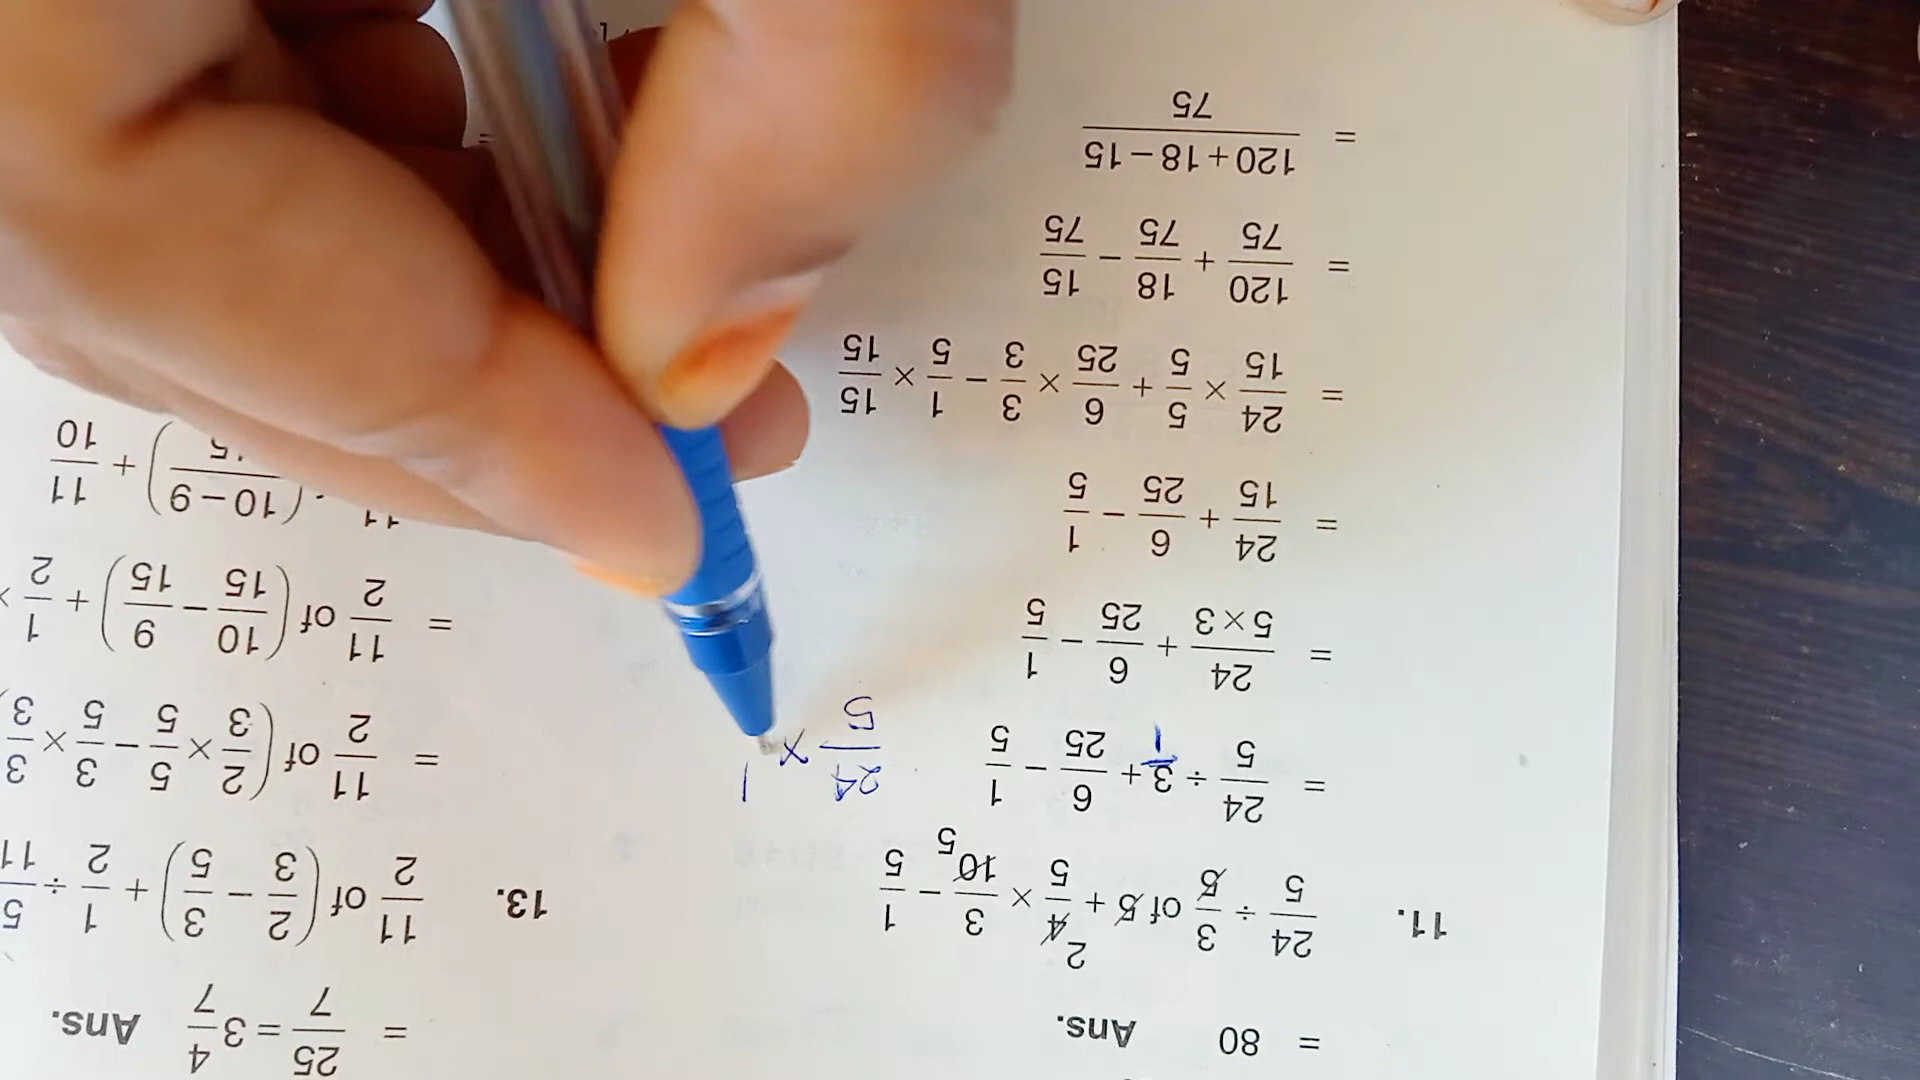 = 80 Ans.
11. 24/5 ÷ 3/5 of 5 + 4/5 × 3/10 − 1/5
2
5
= 24/5 ÷ 3 + 6/25 − 1/5
1
24/5 × 1
= 24/(5×3) + 6/25 − 1/5
= 24/15 + 6/25 − 1/5
= 24/15 × 5/5 + 6/25 × 3/3 − 1/5 × 15/15
= 120/75 + 18/75 − 15/75
= (120+18−15)/75
= 25/7 = 3 4/7 Ans.
13. 11/2 of (2/3 − 3/5) + 1/2 ÷ 5/11
= 11/2 of (2/3 × 5/5 − 3/5 × 3/3)
= 11/2 of (10/15 − 9/15) + 1/2 ×
11 ((10−9)/15) + 11/10
=